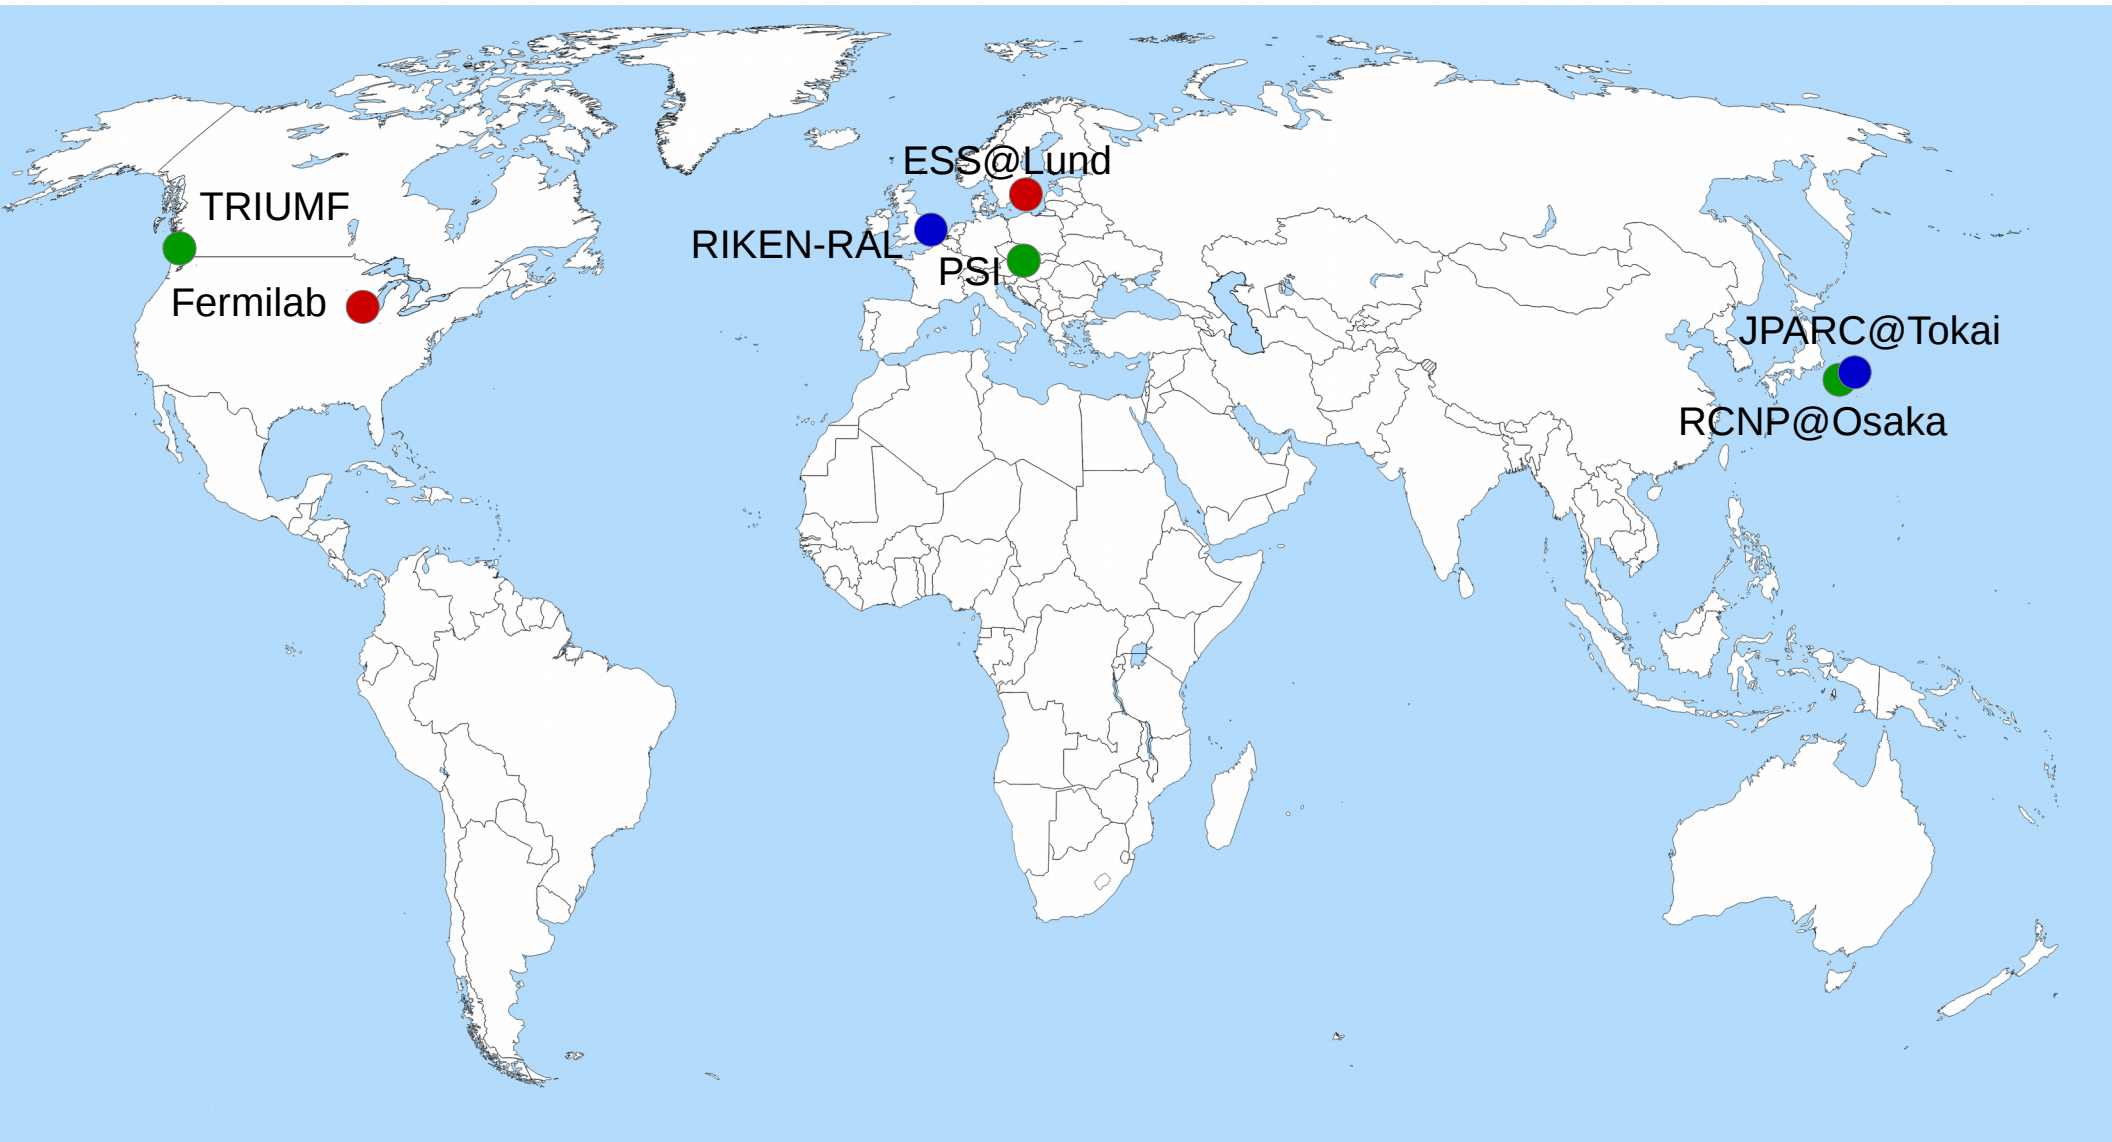 ESS@Lund
TRIUMF
RIKEN-RAL
PSI
Fermilab
JPARC@Tokai
RCNP@Osaka